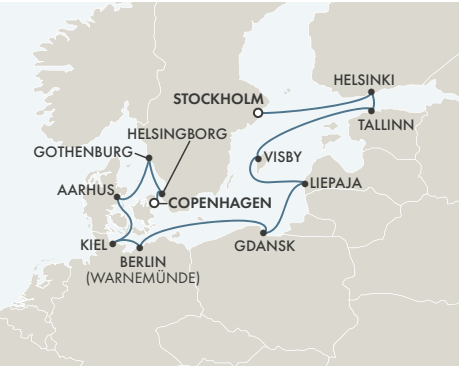 HELSINKI
STOCKHOLM
TALLINN
HELSINGBORG
GOTHENBURG
VISBY
LIEPAJA
AARHUS
COPENHAGEN
KIEL
GDANSK
BERLIN
(WARNEMÜNDE)